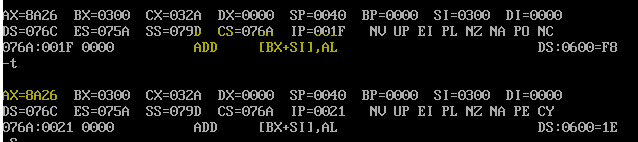 AX=8A26 BX=0300 CX=032A DX=0000 SP=0040 BP=0000 SI=0300 DI=0000
DS=076C ES=075A SS=079D CS=076A IP=001F NV UP EI PL NZ NA PO NC
076A:001F 0000 ADD [BX+SI],AL DS:0600=F8
-t
AX=8A26 BX=0300 CX=032A DX=0000 SP=0040 BP=0000 SI=0300 DI=0000
DS=076C ES=075A SS=079D CS=076A IP=0021 NV UP EI PL NZ NA PE CY
076A:0021 0000 ADD [BX+SI],AL DS:0600=1E